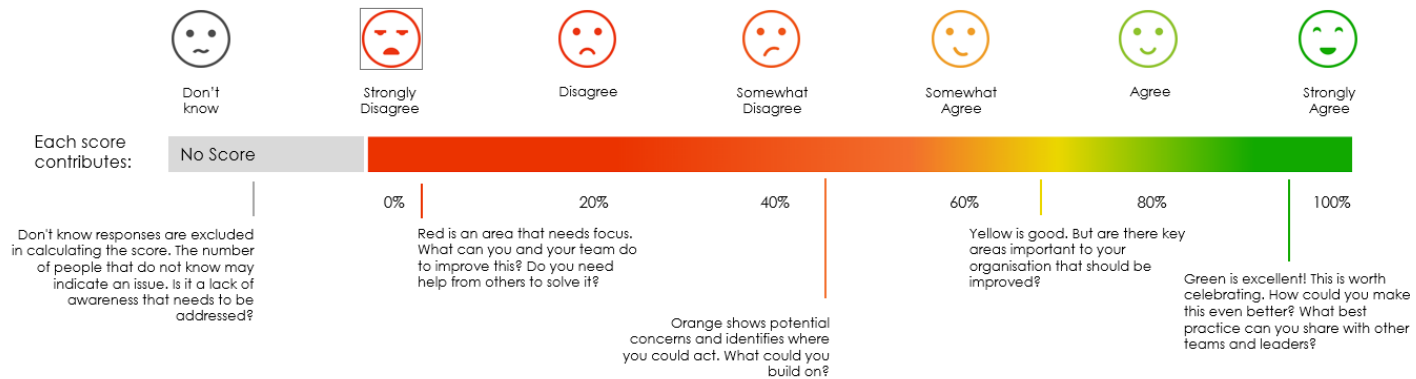 Don't
know
Strongly
Disagree
Disagree
Somewhat
Disagree
Somewhat
Agree
Agree
Strongly
Agree
Each score
contributes:
No Score
0%
20%
40%
60%
80%
100%
Don't know responses are excluded
in calculating the score. The number
of people that do not know may
indicate an issue. Is it a lack of
awareness that needs to be
addressed?
Red is an area that needs focus.
What can you and your team do
to improve this? Do you need
help from others to solve it?
Orange shows potential
concerns and identifies where
you could act. What could you
build on?
Yellow is good. But are there key
areas important to your
organisation that should be
improved?
Green is excellent! This is worth
celebrating. How could you make
this even better? What best
practice can you share with other
teams and leaders?